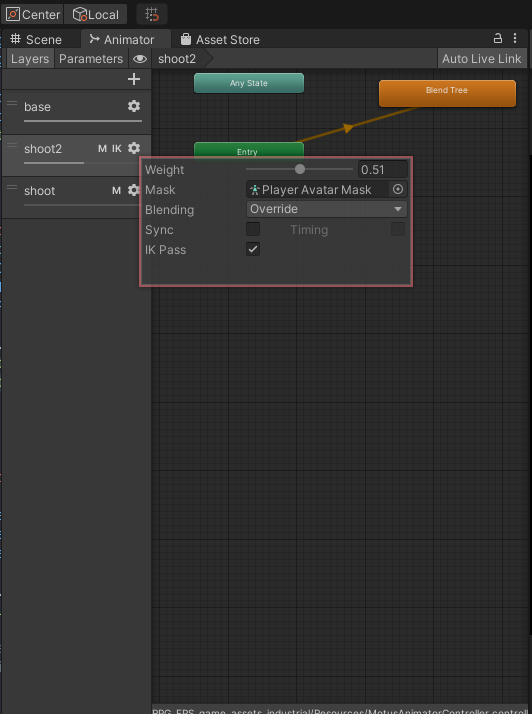 Center Local
Scene Animator Asset Store
Layers Parameters shoot2 Auto Live Link
Any State
Blend Tree
base
Entry
shoot2 M IK
shoot M
Weight 0.51
Mask Player Avatar Mask
Blending Override
Sync Timing
IK Pass
RPG_FPS_game_assets_industrial/Resources/MotusAnimatorController.controll